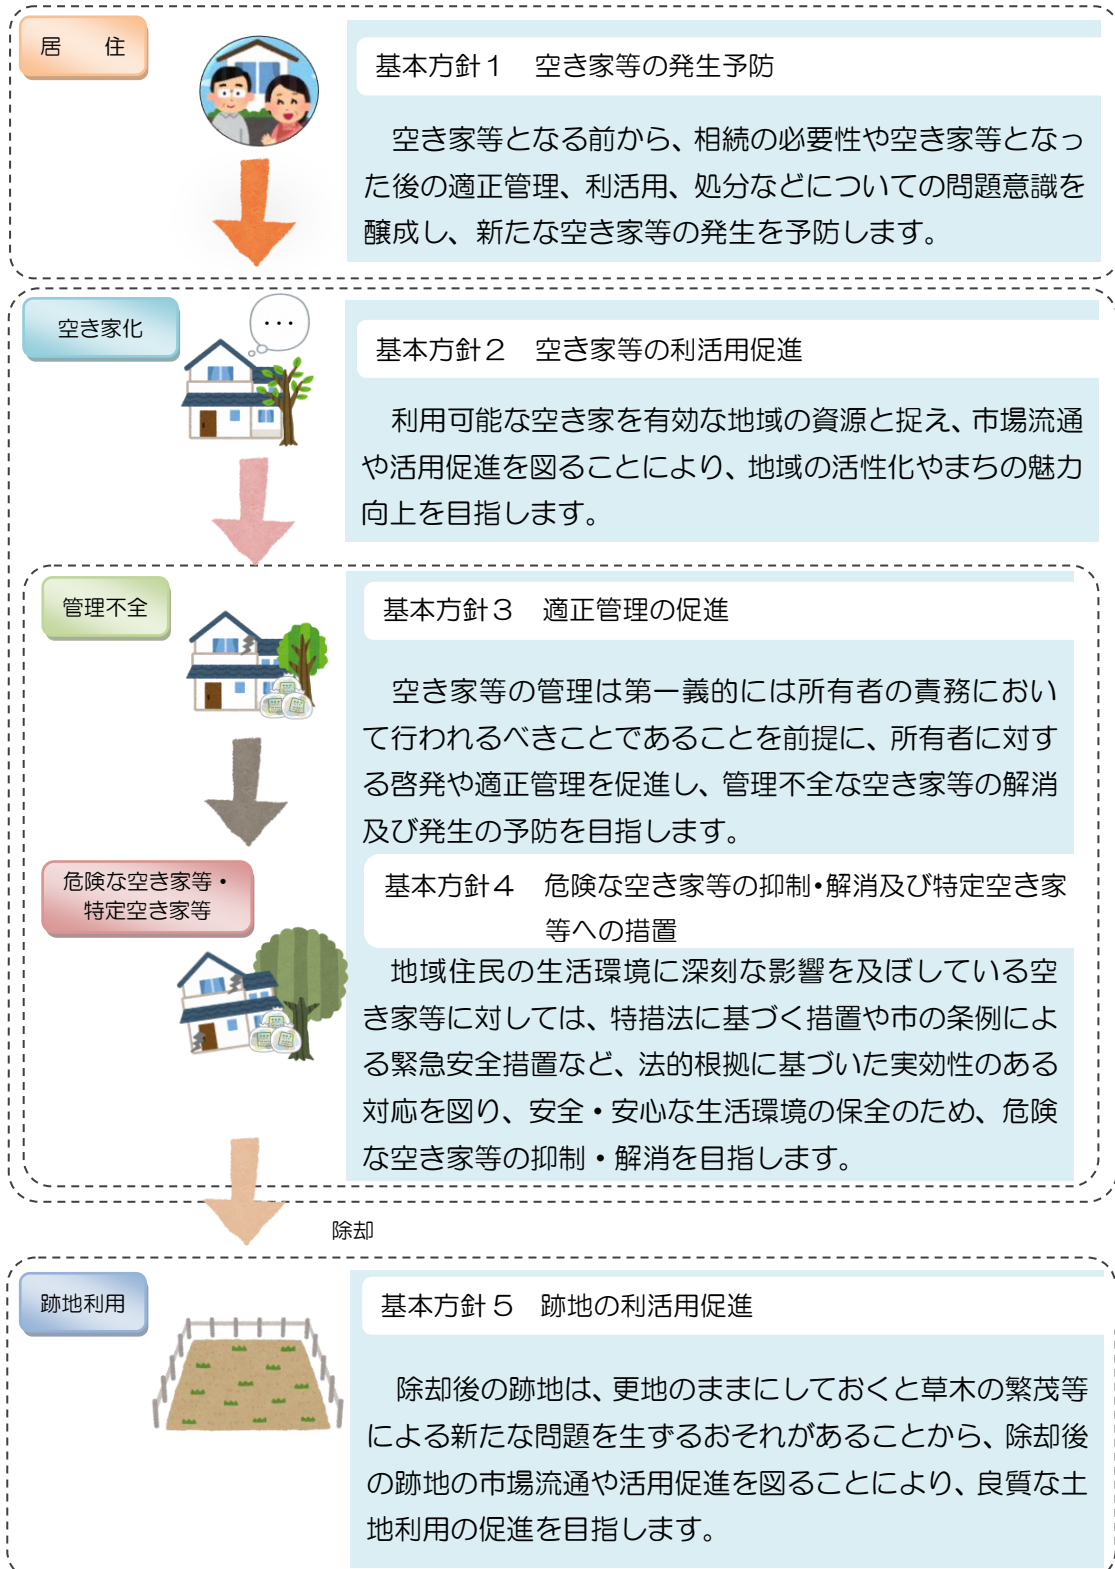 居　　住
基本方針１　空き家等の発生予防
空き家等となる前から、相続の必要性や空き家等となっ
た後の適正管理、利活用、処分などについての問題意識を
醸成し、新たな空き家等の発生を予防します。
空き家化
・・・
基本方針２　空き家等の利活用促進
利用可能な空き家を有効な地域の資源と捉え、市場流通
や活用促進を図ることにより、地域の活性化やまちの魅力
向上を目指します。
管理不全
基本方針３　適正管理の促進
空き家等の管理は第一義的には所有者の責務におい
て行われるべきことであることを前提に、所有者に対す
る啓発や適正管理を促進し、管理不全な空き家等の解消
及び発生の予防を目指します。
危険な空き家等・
特定空き家等
基本方針４　危険な空き家等の抑制・解消及び特定空き家
等への措置
地域住民の生活環境に深刻な影響を及ぼしている空
き家等に対しては、特措法に基づく措置や市の条例によ
る緊急安全措置など、法的根拠に基づいた実効性のある
対応を図り、安全・安心な生活環境の保全のため、危険
な空き家等の抑制・解消を目指します。
除却
跡地利用
基本方針５　跡地の利活用促進
除却後の跡地は、更地のままにしておくと草木の繁茂等
による新たな問題を生ずるおそれがあることから、除却後
の跡地の市場流通や活用促進を図ることにより、良質な土
地利用の促進を目指します。